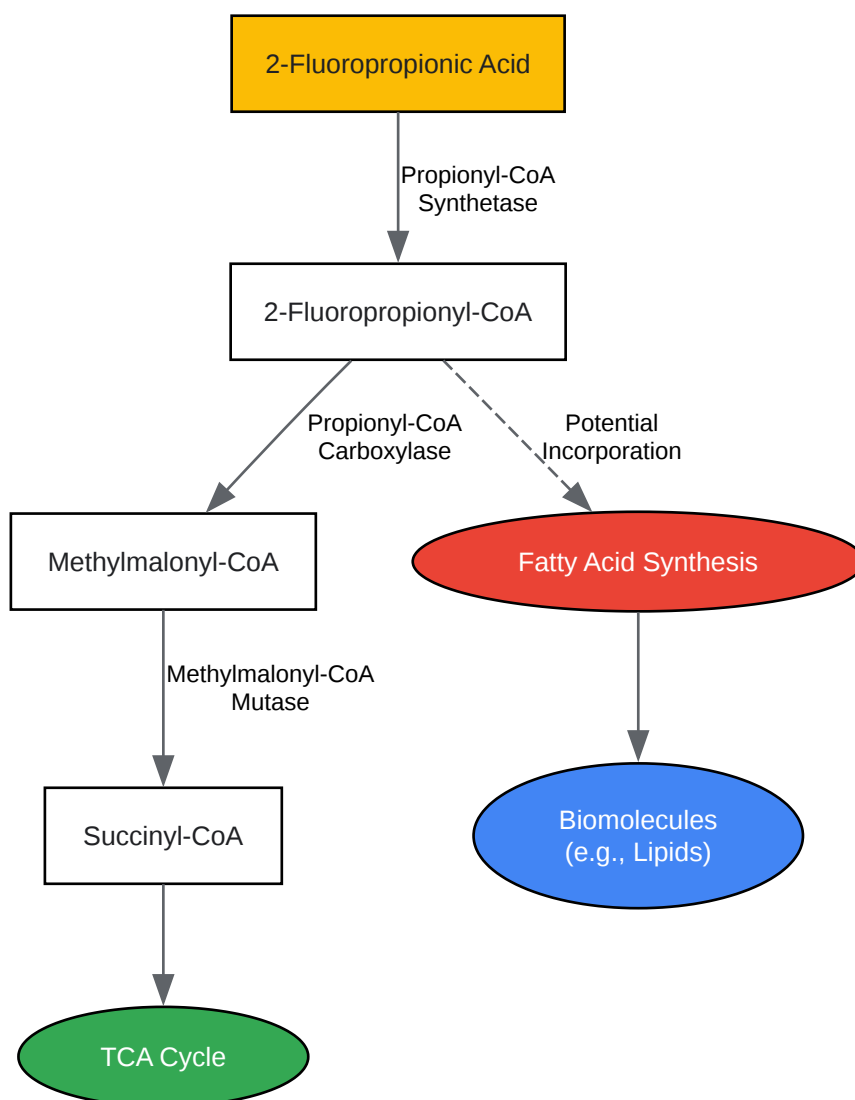 2-Fluoropropionic Acid
Propionyl-CoA
Synthetase
2-Fluoropropionyl-CoA
Propionyl-CoA
Carboxylase
Potential
Incorporation
Methylmalonyl-CoA
Fatty Acid Synthesis
Methylmalonyl-CoA
Mutase
Succinyl-CoA
Biomolecules
(e.g., Lipids)
TCA Cycle